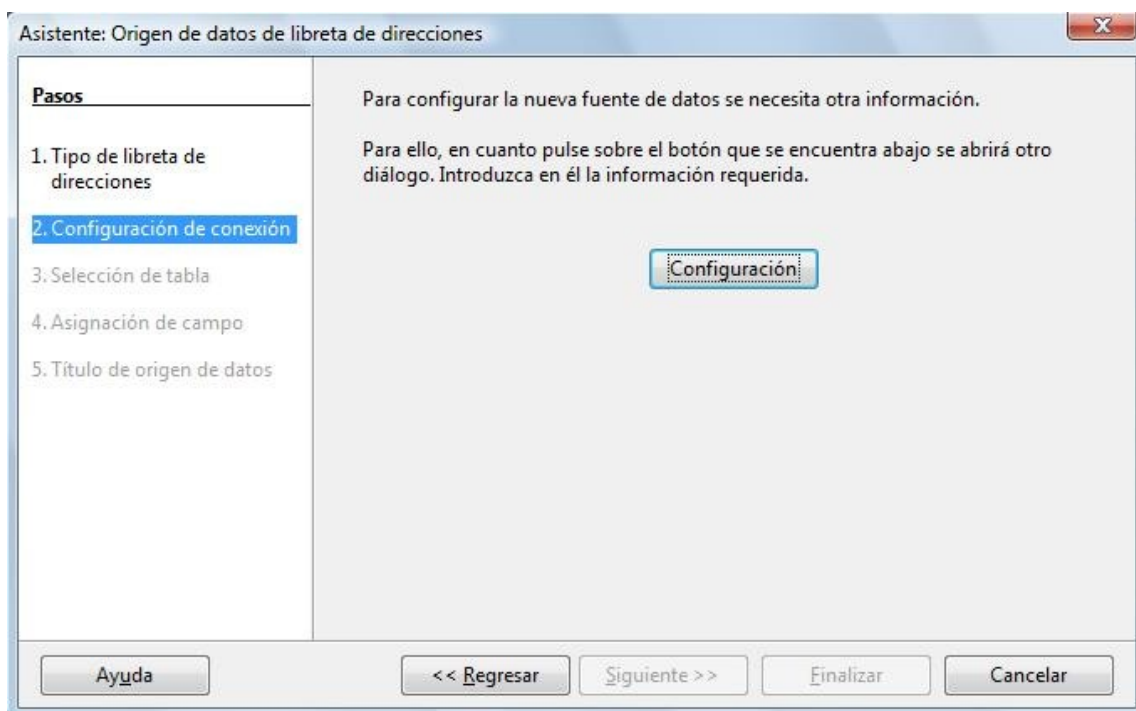 Asistente: Origen de datos de libreta de direcciones
X
Pasos
1. Tipo de libreta de
direcciones
2. Configuración de conexión
3. Selección de tabla
4. Asignación de campo
5. Título de origen de datos
Para configurar la nueva fuente de datos se necesita otra información.
Para ello, en cuanto pulse sobre el botón que se encuentra abajo se abrirá otro
diálogo. Introduzca en él la información requerida.
Configuración
Ayuda
<< Regresar
Siguiente >>
Finalizar
Cancelar